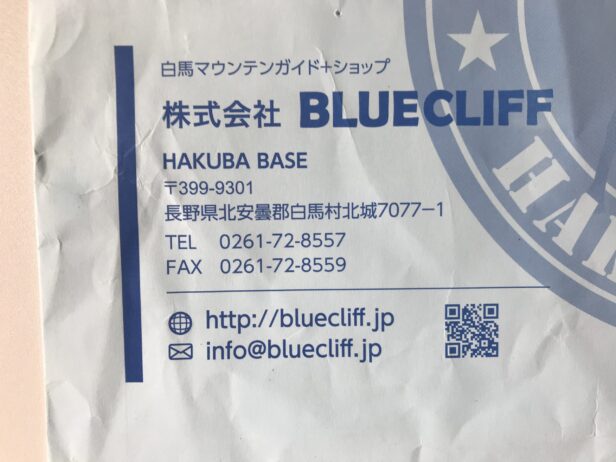 白馬マウンテンガイド+ショップ
株式会社 BLUECLIFF
HAKUBA BASE
〒399-9301
長野県北安曇郡白馬村北城7077-1
TEL 0261-72-8557
FAX 0261-72-8559
http://bluecliff.jp
info@bluecliff.jp